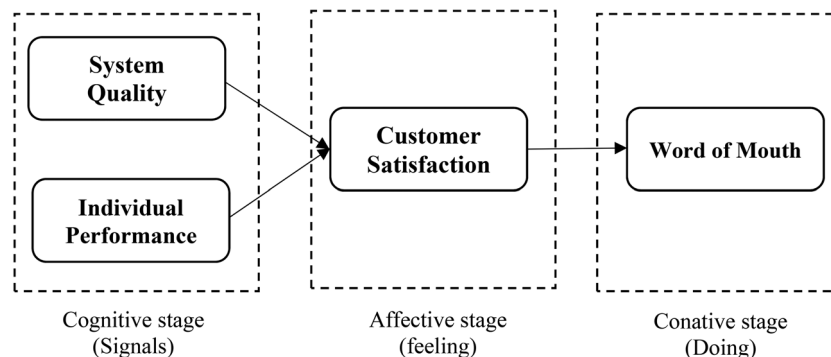 System
Quality
Individual
Performance
Customer
Satisfaction
Word of Mouth
Cognitive stage
(Signals)
Affective stage
(feeling)
Conative stage
(Doing)